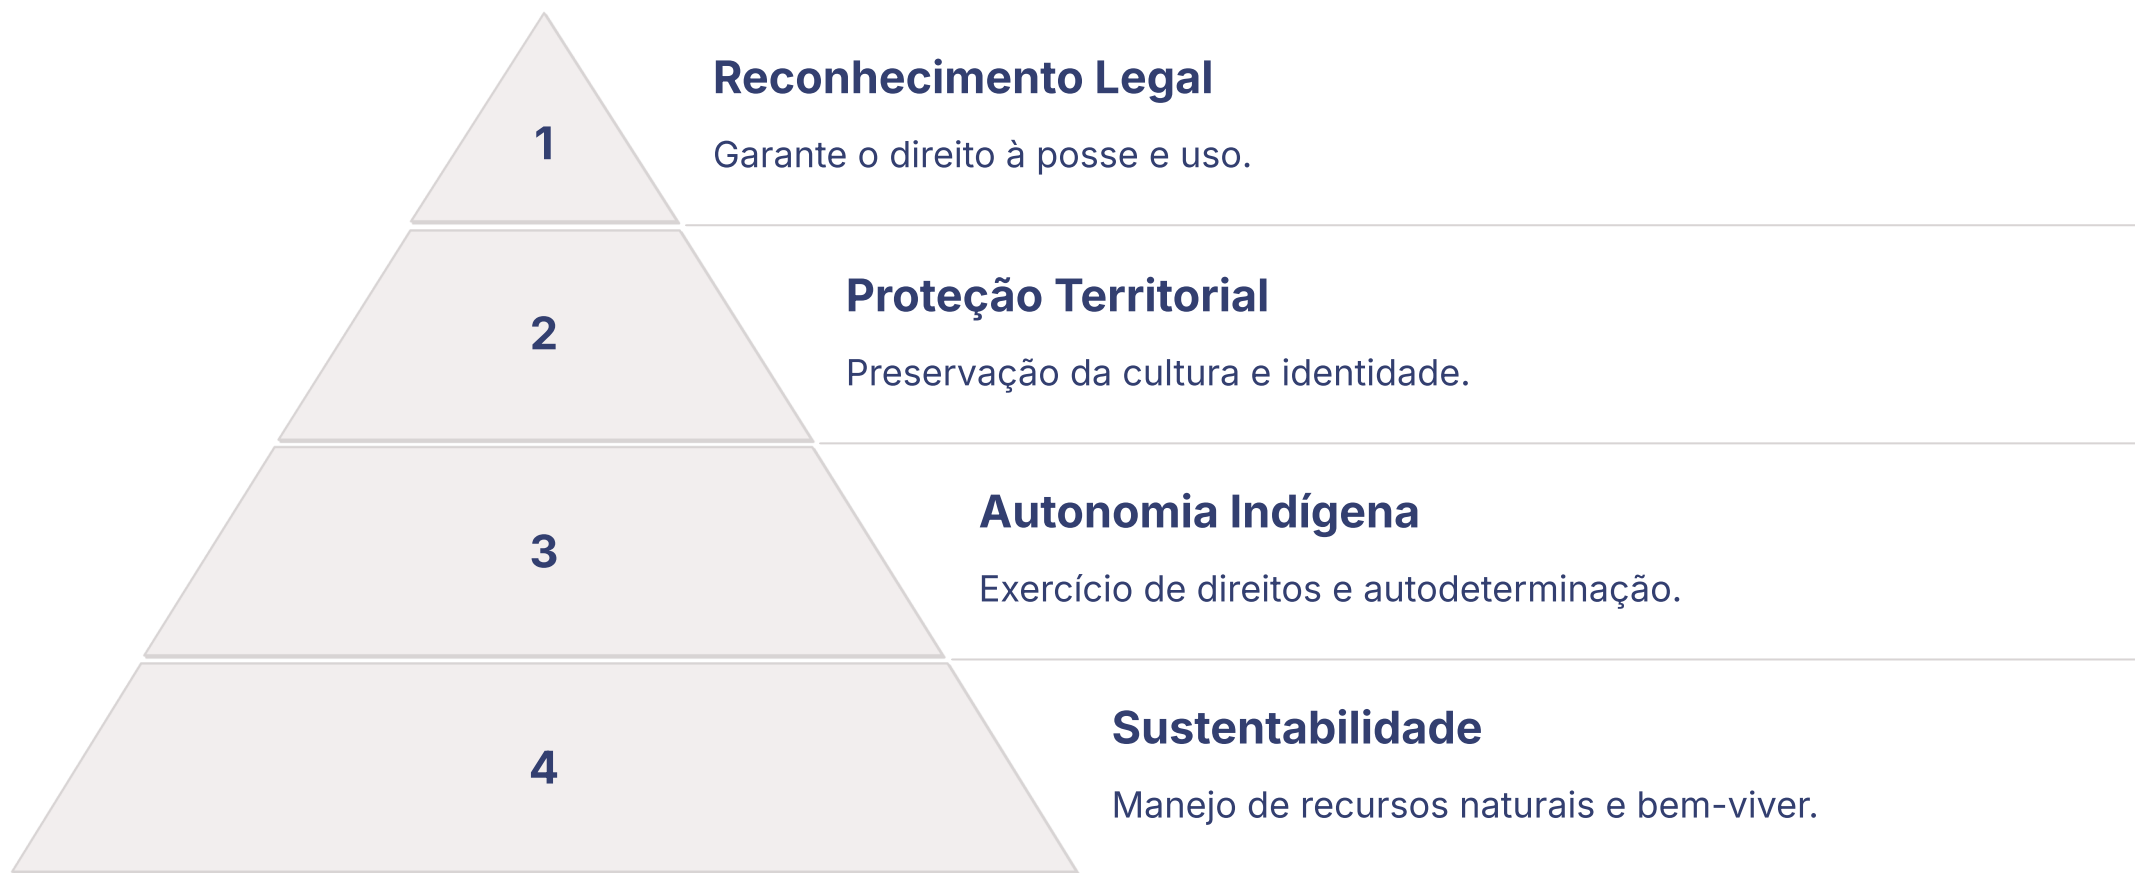 1
Reconhecimento Legal
Garante o direito à posse e uso.
2
Proteção Territorial
Preservação da cultura e identidade.
3
Autonomia Indígena
Exercício de direitos e autodeterminação.
4
Sustentabilidade
Manejo de recursos naturais e bem-viver.